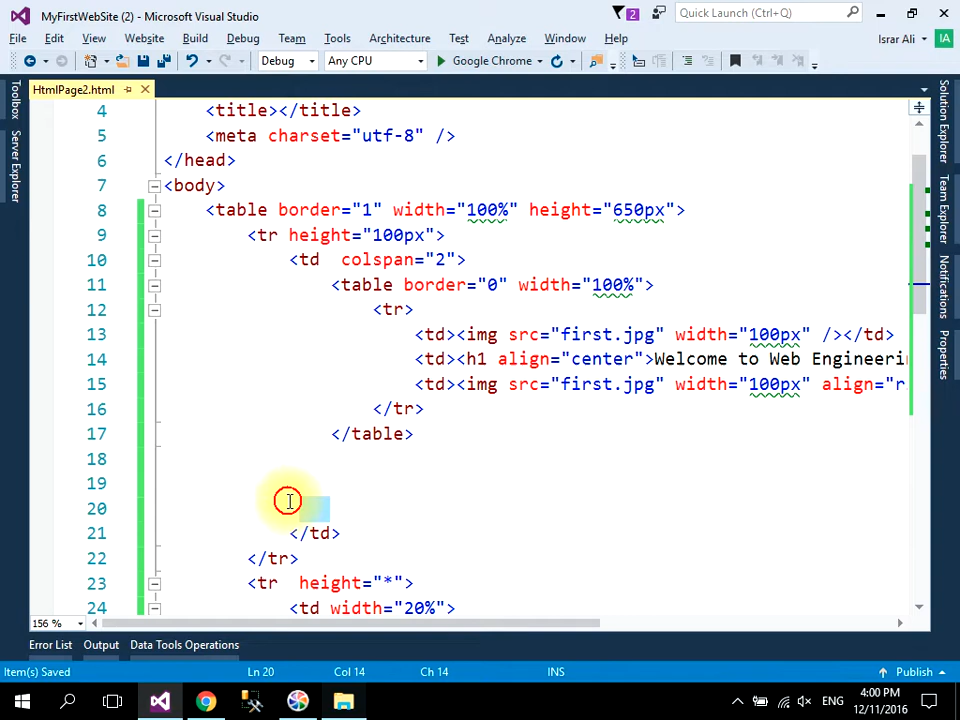 MyFirstWebSite (2) - Microsoft Visual Studio
2
Quick Launch (Ctrl+Q)
File Edit View Website Build Debug Team Tools Architecture Test Analyze Window Help Israr Ali IA
Debug Any CPU Google Chrome
HtmlPage2.html
Toolbox
Server Explorer
4 <title></title>
5 <meta charset="utf-8" />
6 </head>
7 <body>
8 <table border="1" width="100%" height="650px">
9 <tr height="100px">
10 <td colspan="2">
11 <table border="0" width="100%">
12 <tr>
13 <td><img src="first.jpg" width="100px" /></td>
14 <td><h1 align="center">Welcome to Web Engineerin
15 <td><img src="first.jpg" width="100px" align="r
16 </tr>
17 </table>
18
19
20
21 </td>
22 </tr>
23 <tr height="*">
24 <td width="20%">
Solution Explorer
Team Explorer
Notifications
Properties
156 %
Error List Output Data Tools Operations
Item(s) Saved Ln 20 Col 14 Ch 14 INS Publish
ENG
4:00 PM
12/11/2016